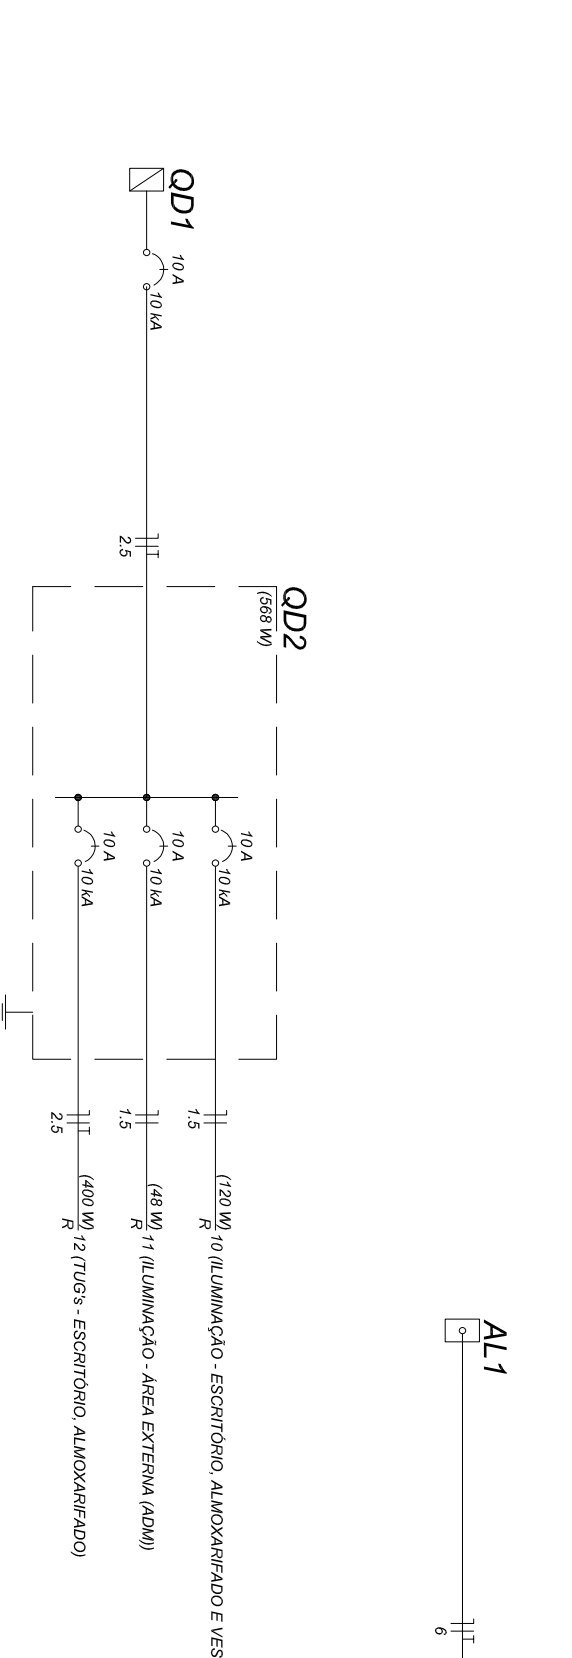 QD1
10 A
10 kA
2.5
QD2
(568 W)
10 A
10 kA
1.5
(120 W)
R
10 (ILUMINAÇÃO - ESCRITÓRIO, ALMOXARIFADO E VES
10 A
10 kA
1.5
(48 W)
R
11 (ILUMINAÇÃO - ÁREA EXTERNA (ADM))
10 A
10 kA
2.5
(400 W)
R
12 (TUG's - ESCRITÓRIO, ALMOXARIFADO)
AL1
6